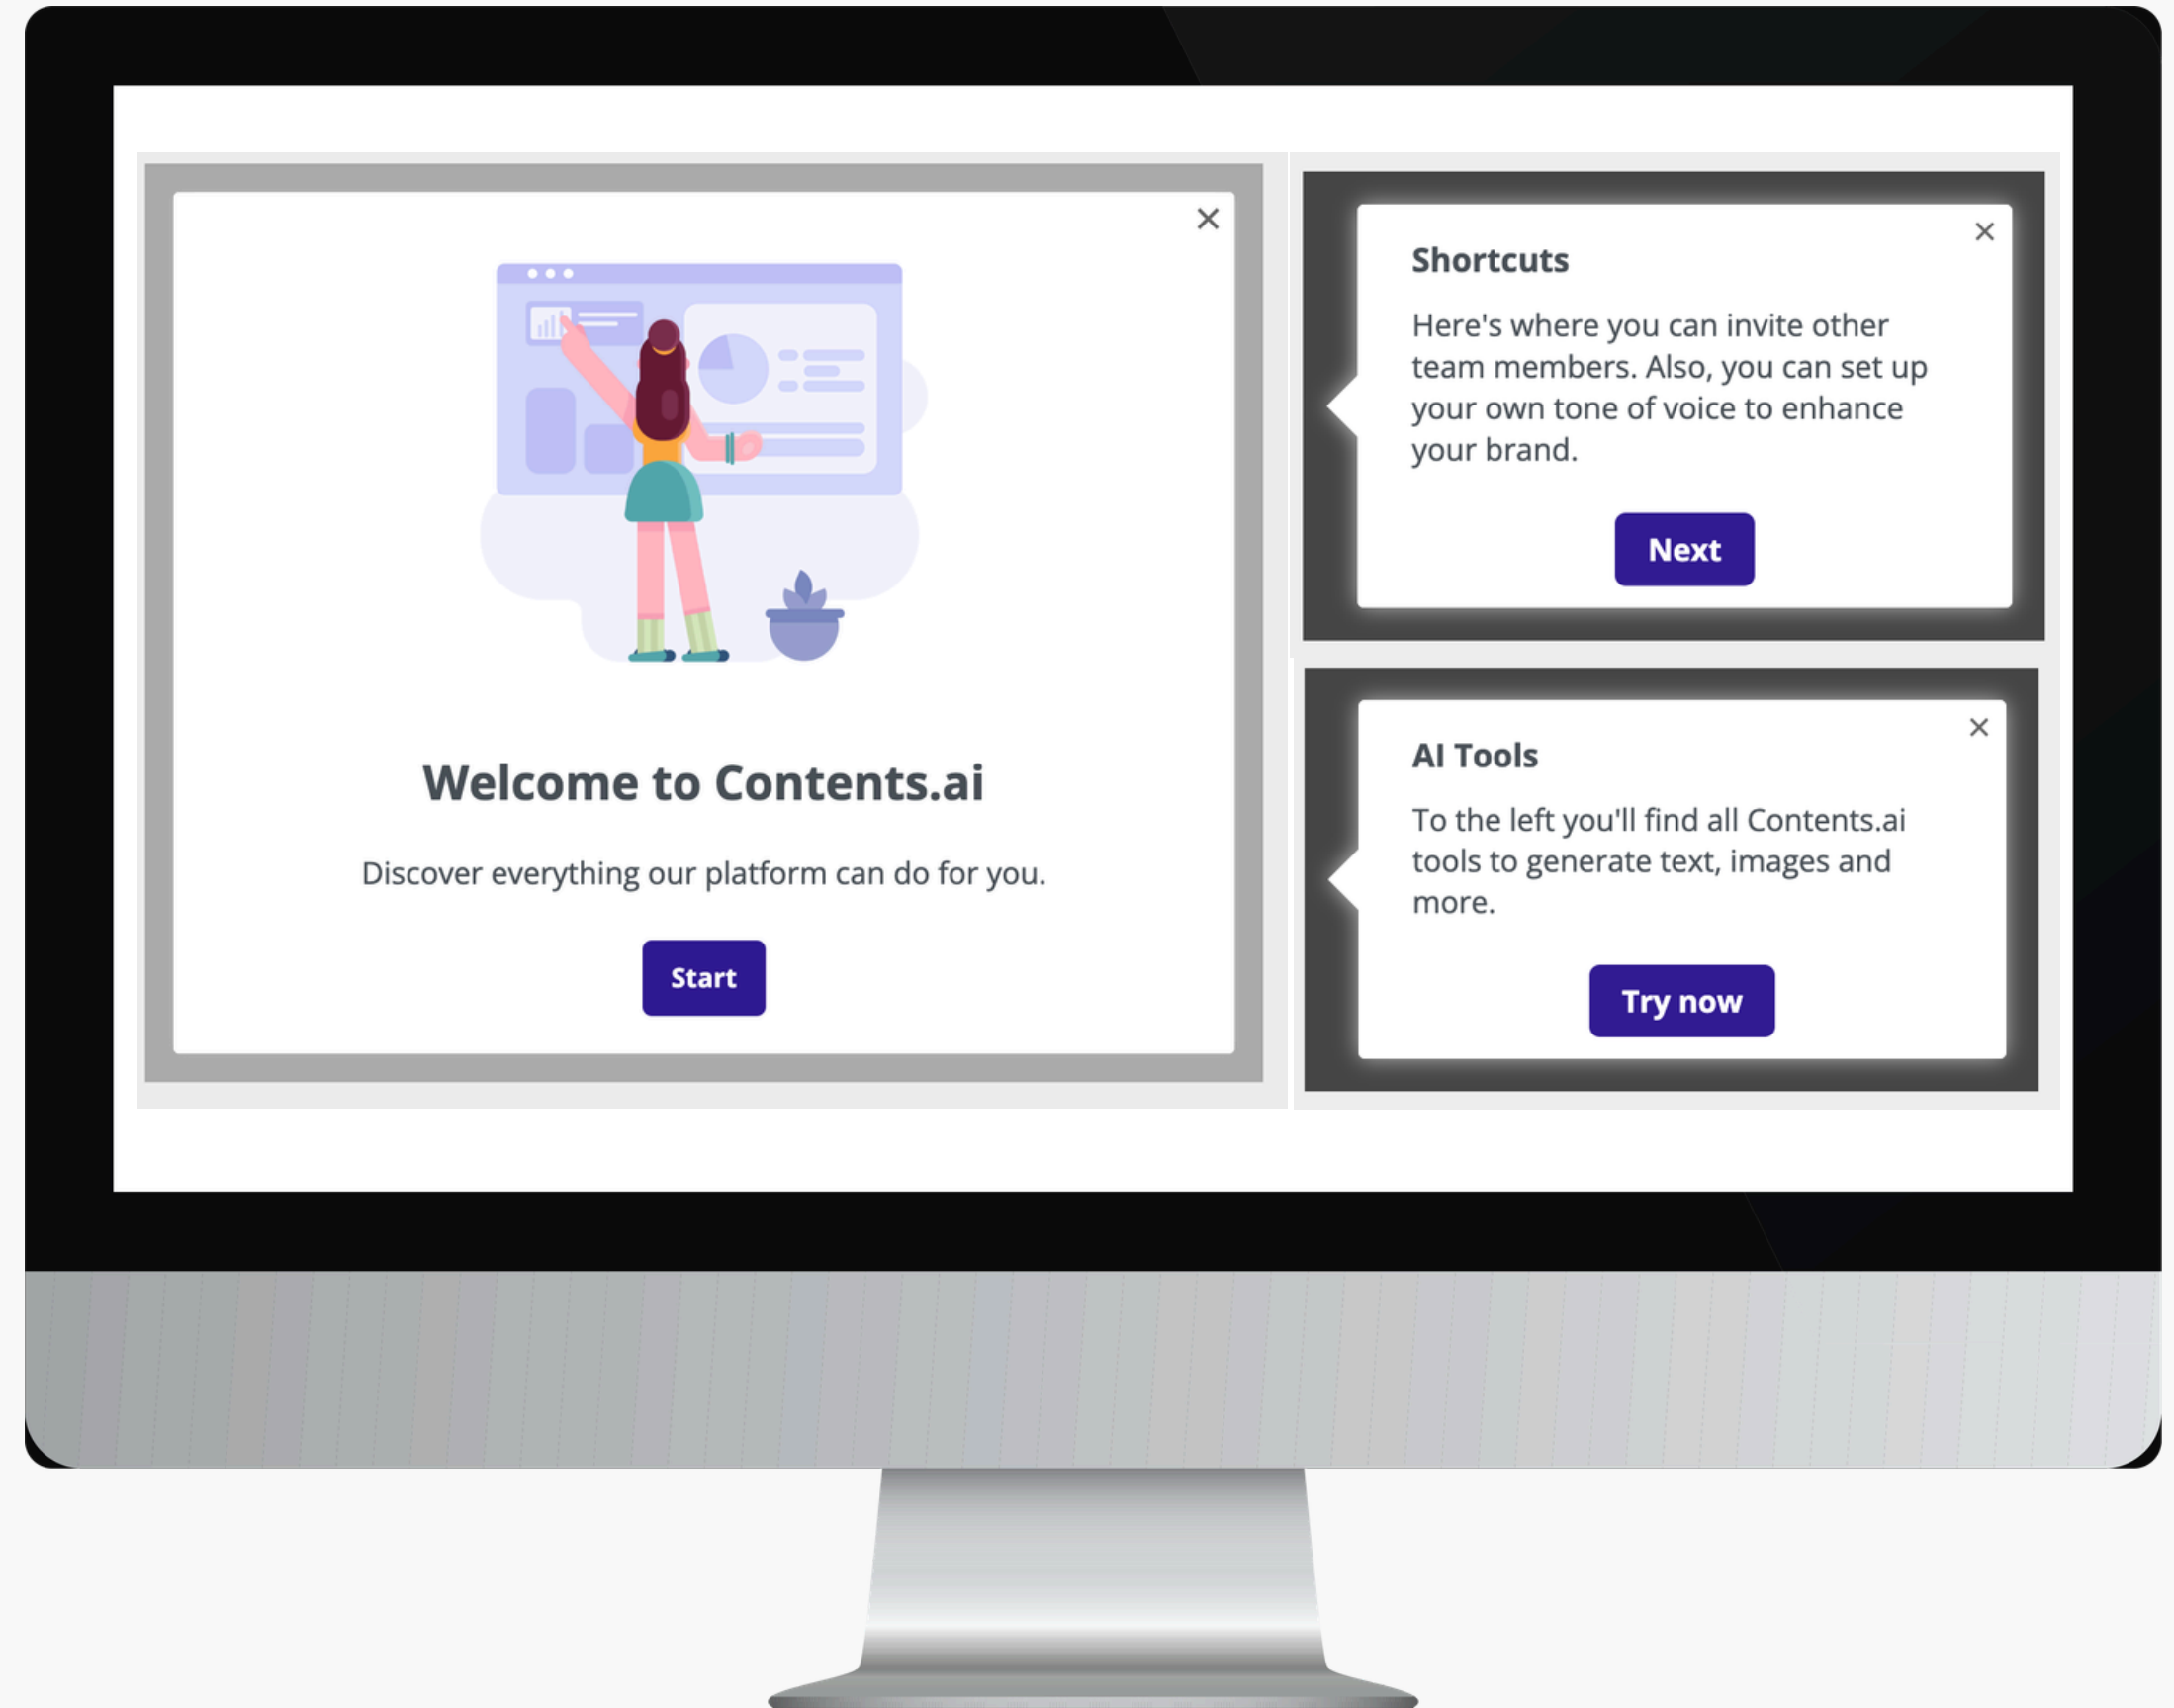 Welcome to Contents.ai
Discover everything our platform can do for you.
Start
Shortcuts
Here's where you can invite other
team members. Also, you can set up
your own tone of voice to enhance
your brand.
Next
AI Tools
To the left you'll find all Contents.ai
tools to generate text, images and
more.
Try now